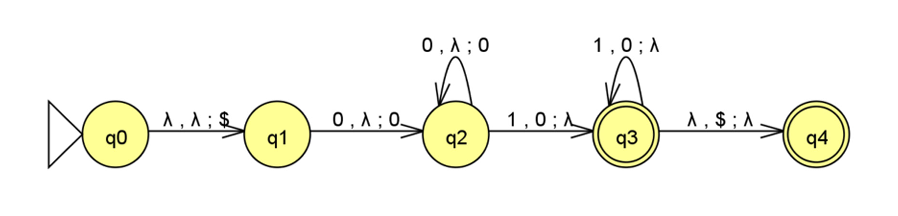 0 , λ ; 0
1 , 0 ; λ
λ , λ ; $
0 , λ ; 0
1 , 0 ; λ
λ , $ ; λ
q0
q1
q2
q3
q4